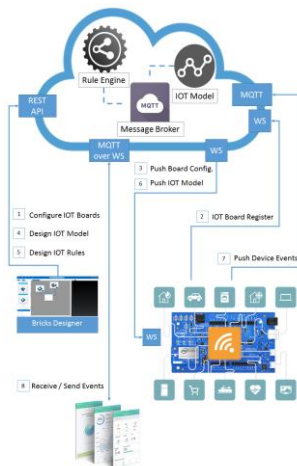 Rule Engine
IOT Model
REST
API
MQTT
MQTT
Message Broker
WS
MQTT
over WS
WS
3 Push Board Config.
6 Push IOT Model
1 Configure IOT Boards
4 Design IOT Model
5 Design IOT Rules
2 IOT Board Register
7 Push Device Events
Bricks Designer
WS
8 Receive / Send Events